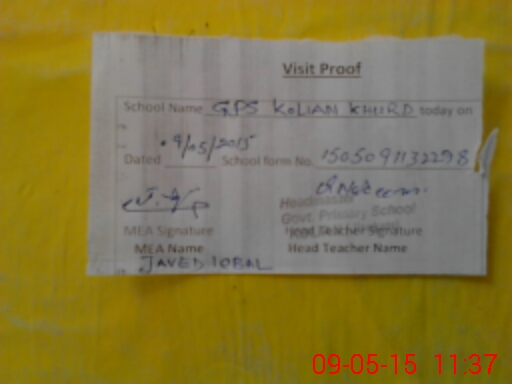 Visit Proof
School Name GPS KOLIAN KHURD today on
Dated 9/05/2015 School form No. 1505091132298
Headmaster
Govt. Primary School
MEA Signature Head Teacher Signature
MEA Name Head Teacher Name
JAVED IQBAL
09-05-15 11:37